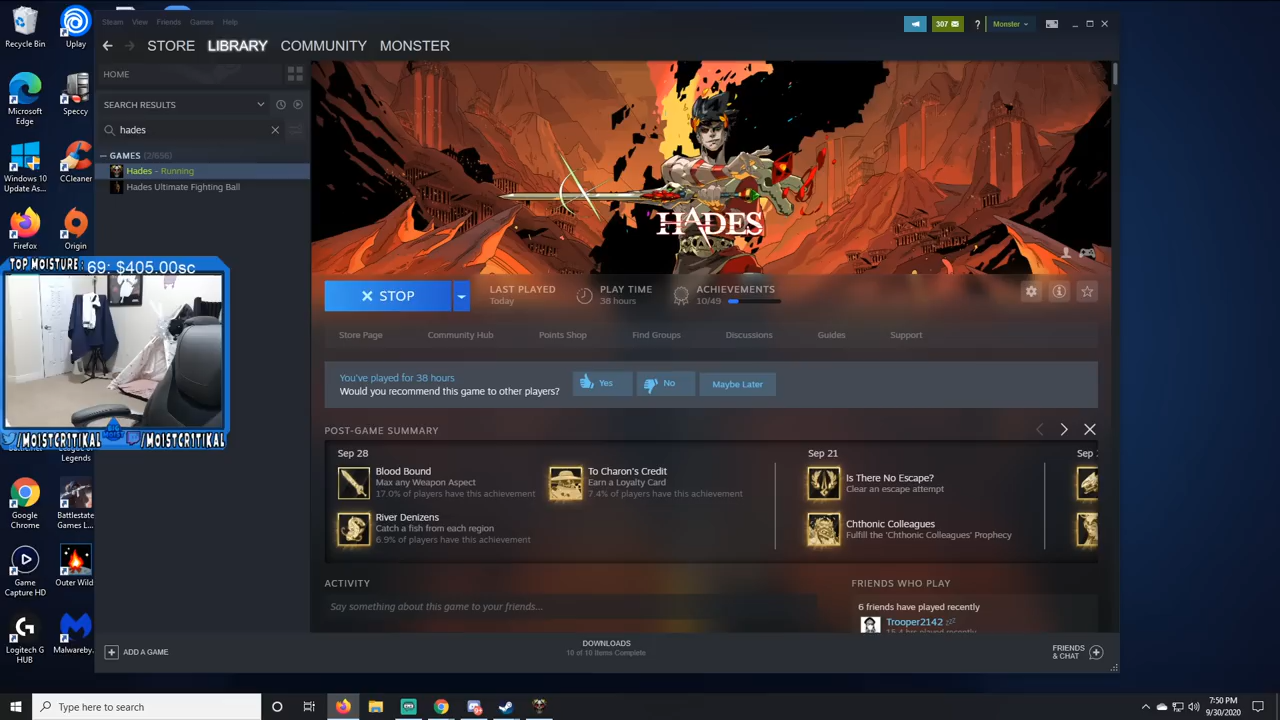 Steam View Friends Games Help
307 ? Monster
STORE LIBRARY COMMUNITY MONSTER
HOME
SEARCH RESULTS
hades
GAMES (2/656)
Hades - Running
Hades Ultimate Fighting Ball
HADES
STOP
LAST PLAYED
Today
PLAY TIME
38 hours
ACHIEVEMENTS
10/49
Store Page Community Hub Points Shop Find Groups Discussions Guides Support
You've played for 38 hours
Would you recommend this game to other players?
Yes No Maybe Later
POST-GAME SUMMARY
Sep 28
Blood Bound
Max any Weapon Aspect
17.0% of players have this achievement
To Charon's Credit
Earn a Loyalty Card
7.4% of players have this achievement
River Denizens
Catch a fish from each region
6.9% of players have this achievement
Sep 21
Is There No Escape?
Clear an escape attempt
Chthonic Colleagues
Fulfill the 'Chthonic Colleagues' Prophecy
Sep
ACTIVITY
Say something about this game to your friends...
FRIENDS WHO PLAY
6 friends have played recently
Trooper2142
15.4 hrs played recently
ADD A GAME
DOWNLOADS
10 of 10 Items Complete
FRIENDS
& CHAT
Recycle Bin
Uplay
Microsoft
Edge
Speccy
Windows 10
Update As...
CCleaner
Firefox
Origin
TOP MOISTURE: 69: $405.00sc
/MOISTCR1TIKAL /MOISTCR1TIKAL
League of
Legends
Google
Chrome
Battlestate
Games L...
Game
Capture HD
Outer Wild
Logitech G
HUB
Malwareby...
Type here to search
7:50 PM
9/30/2020